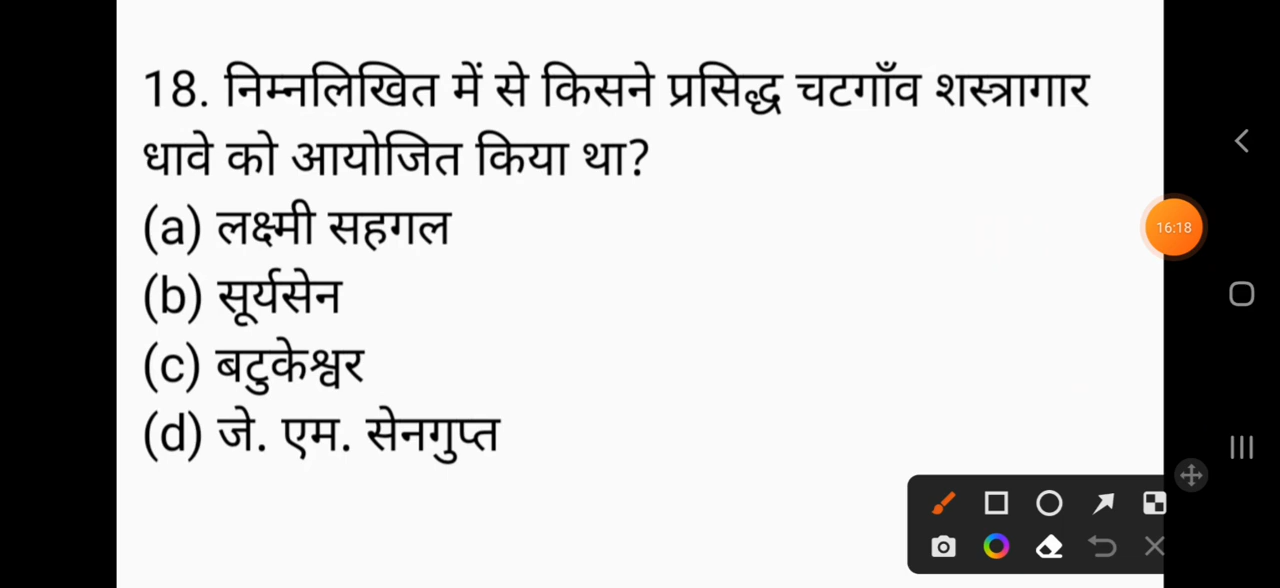 18. निम्नलिखित में से किसने प्रसिद्ध चटगाँव शस्त्रागार
धावे को आयोजित किया था?
(a) लक्ष्मी सहगल
(b) सूर्यसेन
(c) बटुकेश्वर
(d) जे. एम. सेनगुप्त
16:18